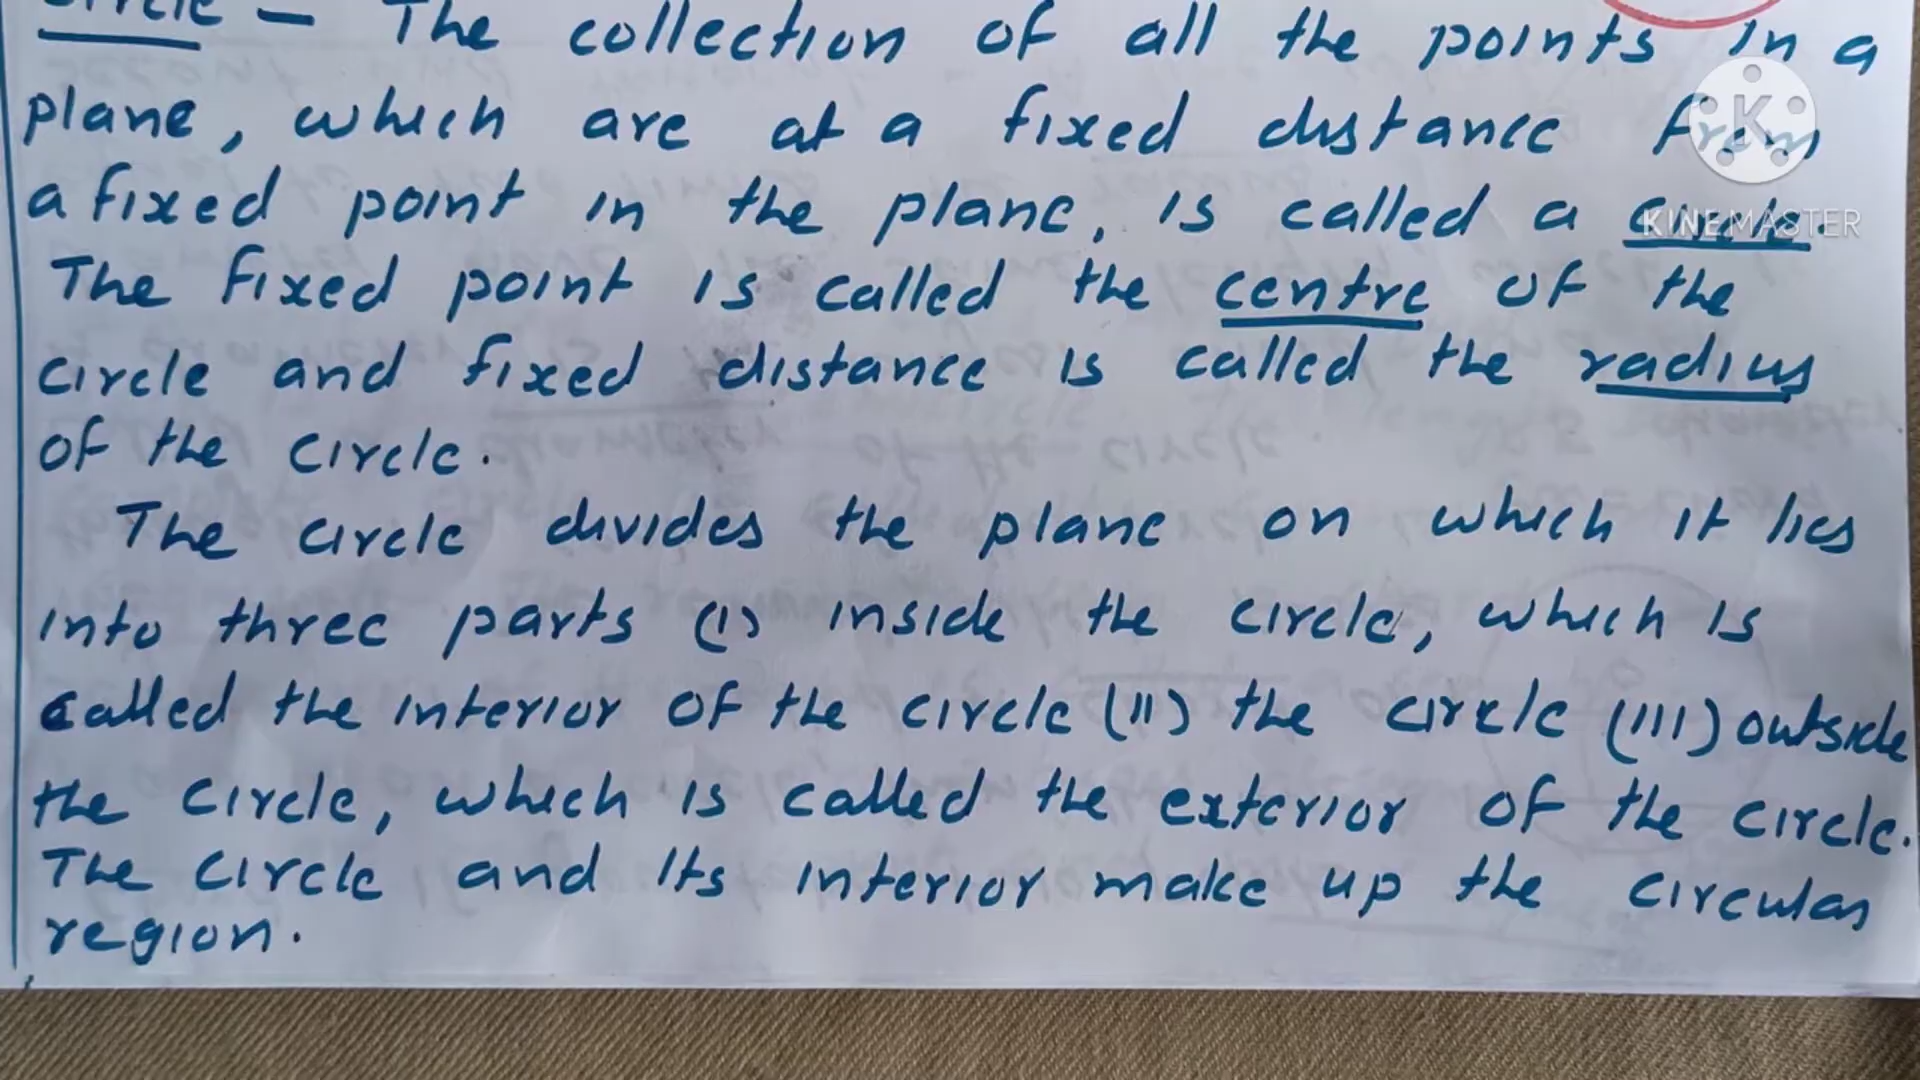 Circle - The collection of all the points in a
plane, which are at a fixed distance from
a fixed point in the plane, is called a circle.
The fixed point is called the centre of the
circle and fixed distance is called the radius
of the circle.
The circle divides the plane on which it lies
into three parts (i) inside the circle, which is
called the interior of the circle (ii) the circle (iii) outside
the circle, which is called the exterior of the circle.
The circle and its interior make up the circular
region.
K
KINEMASTER